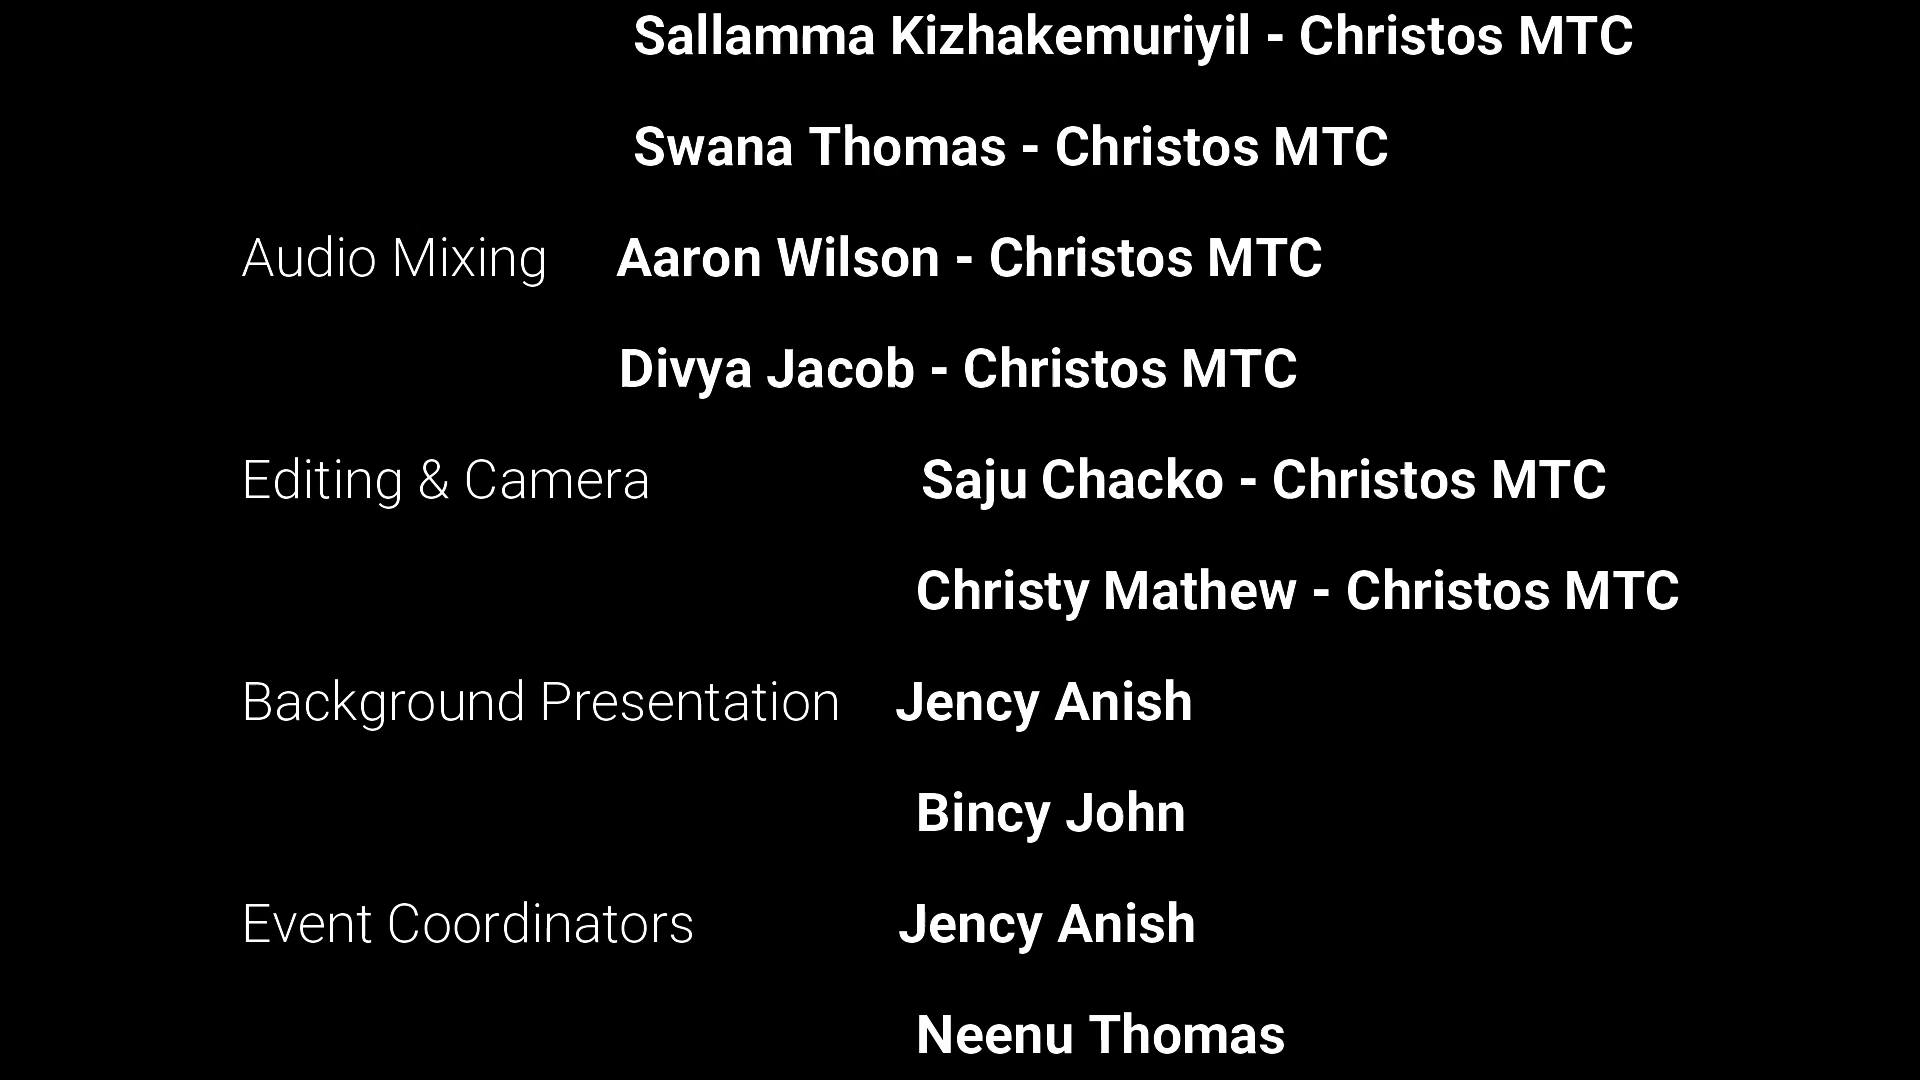 Sallamma Kizhakemuriyil - Christos MTC
Swana Thomas - Christos MTC
Audio Mixing Aaron Wilson - Christos MTC
Divya Jacob - Christos MTC
Editing & Camera Saju Chacko - Christos MTC
Christy Mathew - Christos MTC
Background Presentation Jency Anish
Bincy John
Event Coordinators Jency Anish
Neenu Thomas